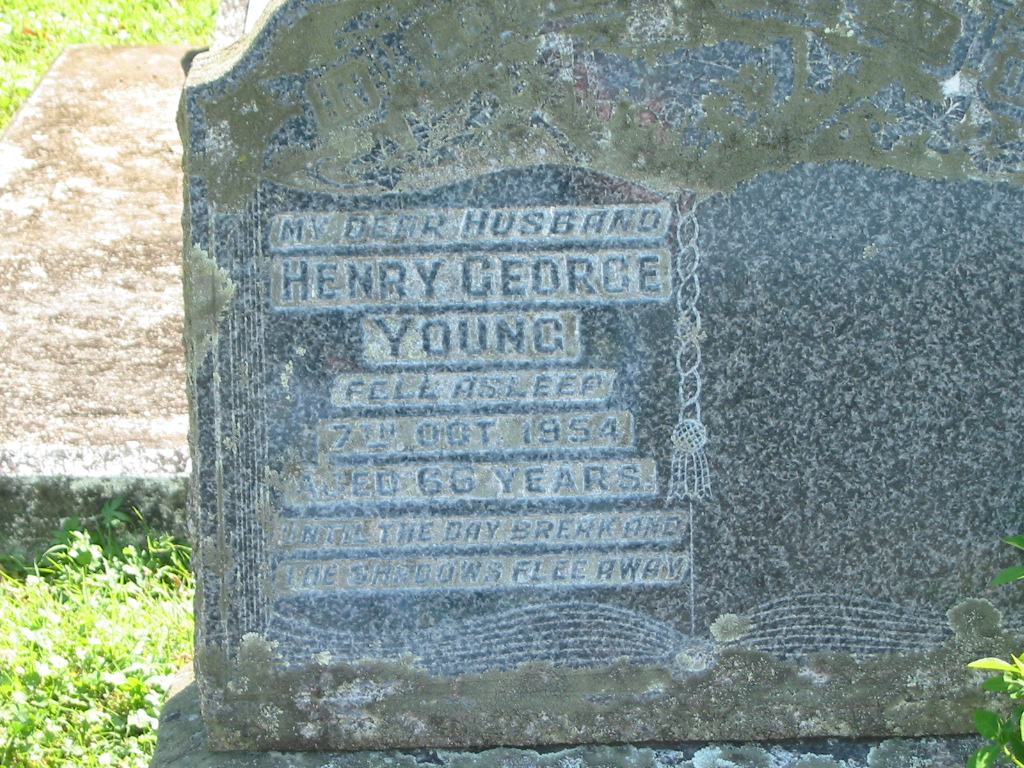 MY DEAR HUSBAND
HENRY GEORGE
YOUNG
FELL ASLEEP
7TH. OCT. 1954
AGED 66 YEARS.
UNTIL THE DAY BREAK AND
THE SHADOWS FLEE AWAY